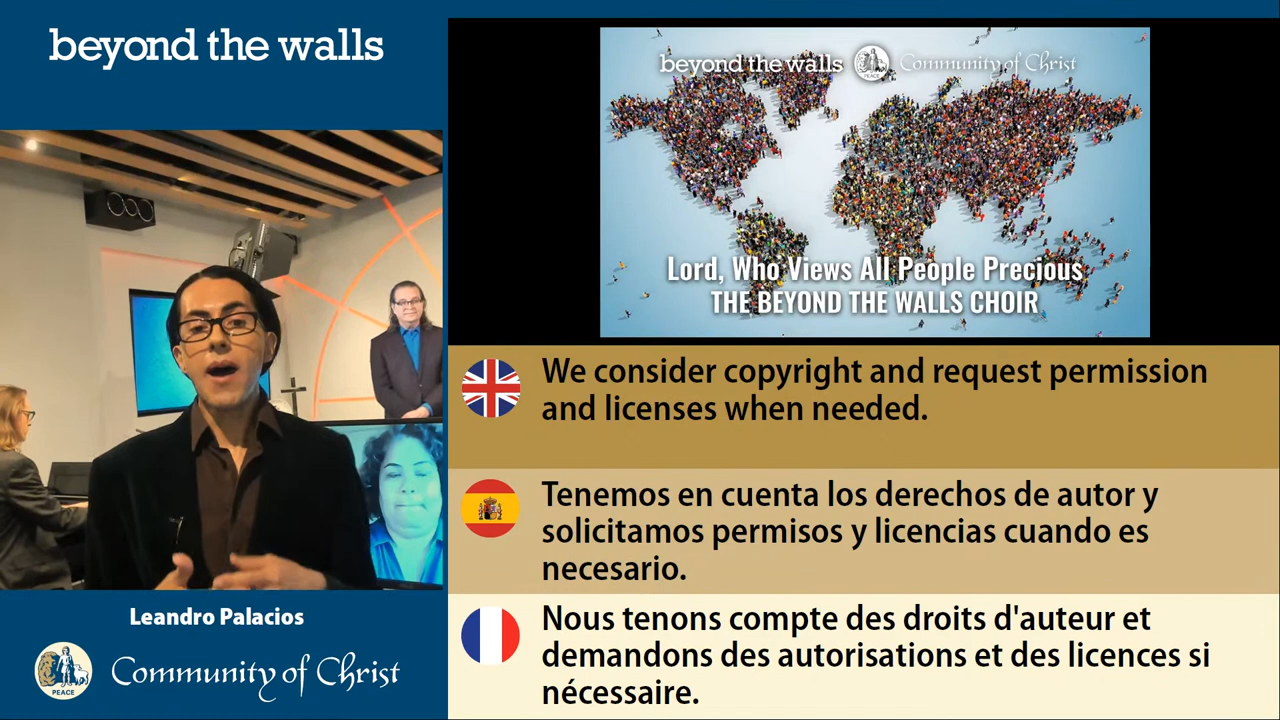 beyond the walls
beyond the walls
Community of Christ
PEACE
Lord, Who Views All People Precious
THE BEYOND THE WALLS CHOIR
We consider copyright and request permission
and licenses when needed.
Tenemos en cuenta los derechos de autor y
solicitamos permisos y licencias cuando es
necesario.
Nous tenons compte des droits d'auteur et
demandons des autorisations et des licences si
nécessaire.
Leandro Palacios
PEACE
Community of Christ